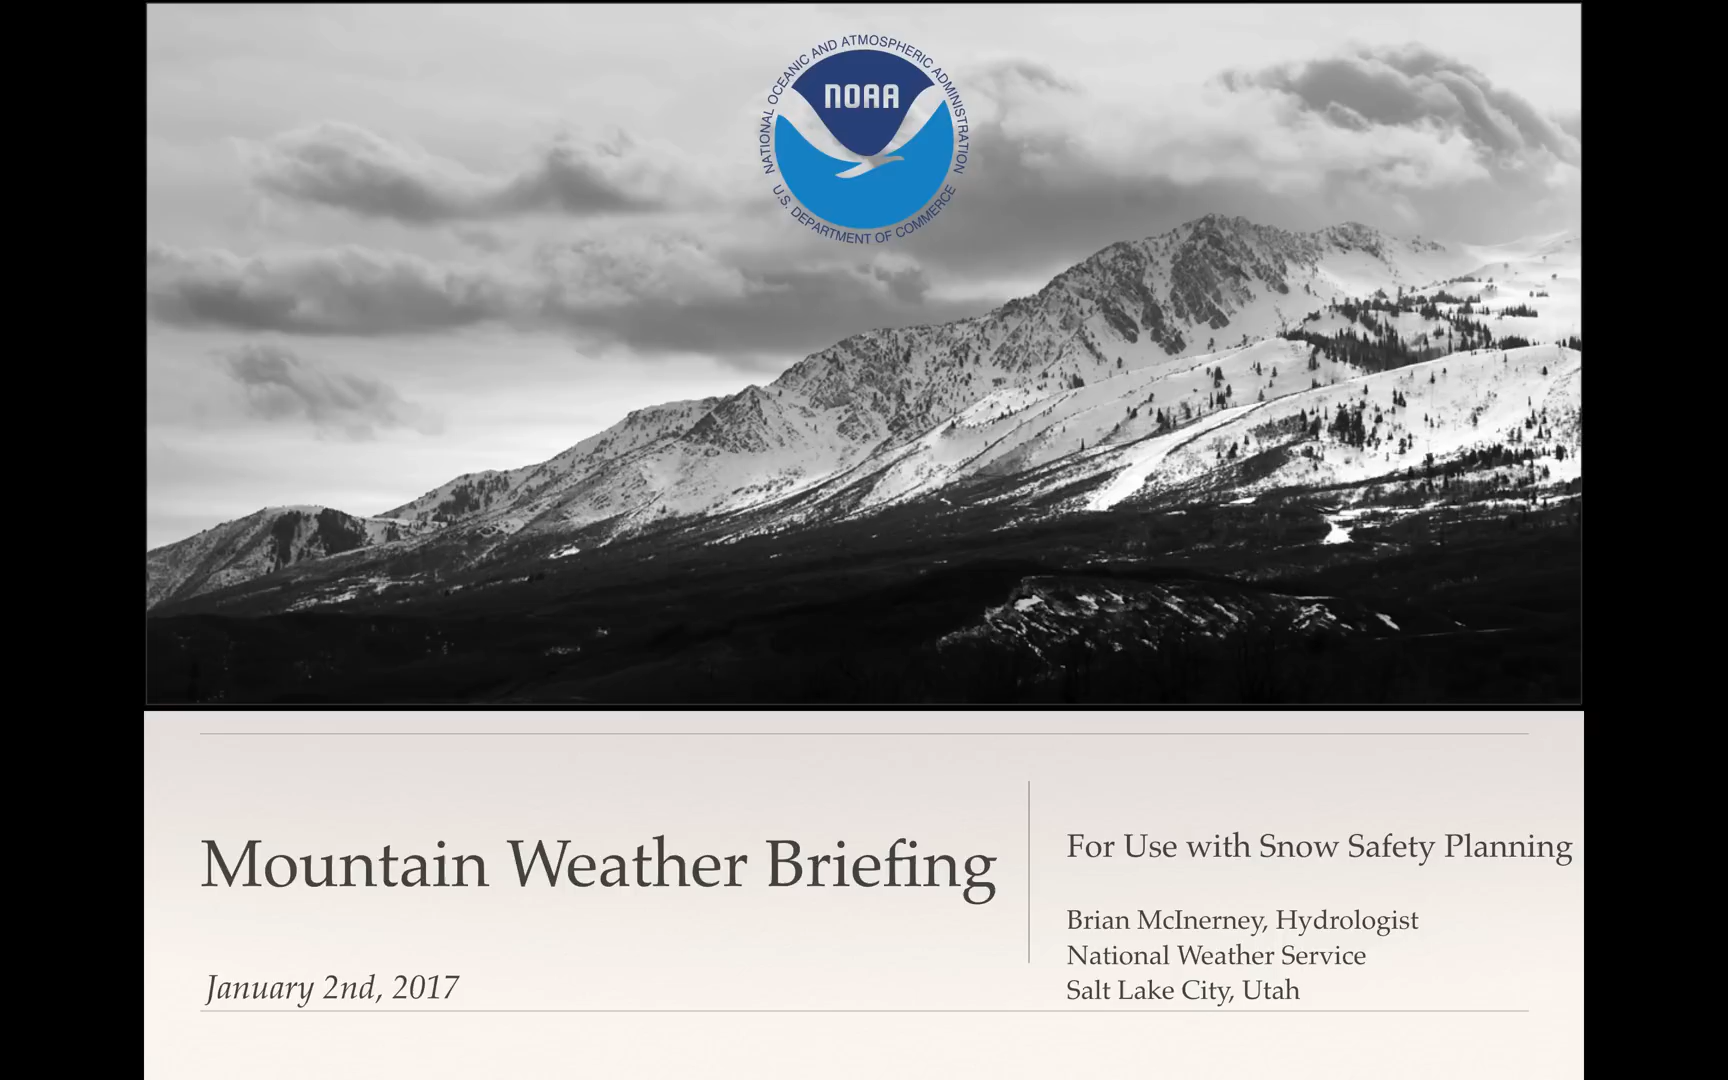 NATIONAL OCEANIC AND ATMOSPHERIC ADMINISTRATION
NOAA
U.S. DEPARTMENT OF COMMERCE
Mountain Weather Briefing
January 2nd, 2017
For Use with Snow Safety Planning
Brian McInerney, Hydrologist
National Weather Service
Salt Lake City, Utah